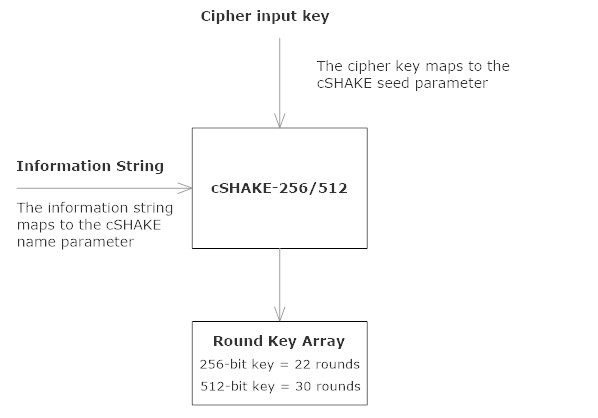 Cipher input key
The cipher key maps to the
cSHAKE seed parameter
Information String
cSHAKE-256/512
The information string
maps to the cSHAKE
name parameter
Round Key Array
256-bit key = 22 rounds
512-bit key = 30 rounds